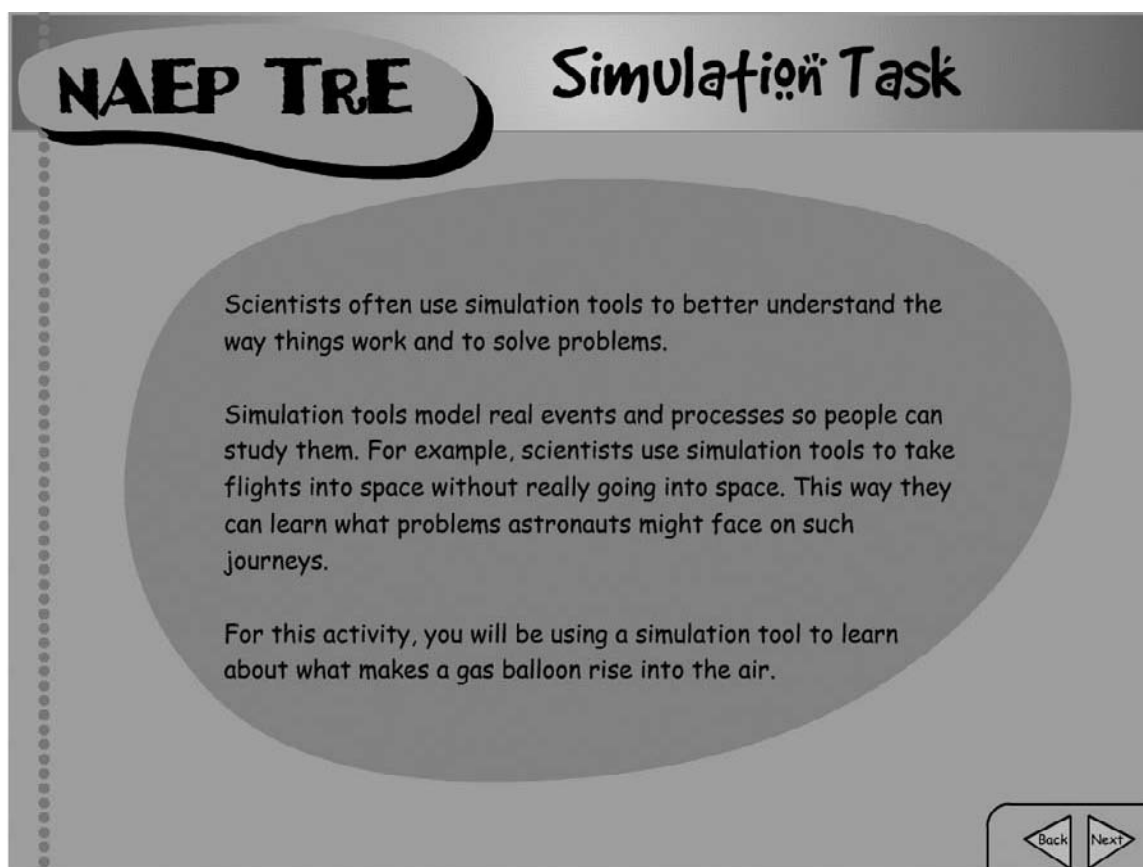 NAEP TRE
Simulation Task
Scientists often use simulation tools to better understand the
way things work and to solve problems.
Simulation tools model real events and processes so people can
study them. For example, scientists use simulation tools to take
flights into space without really going into space. This way they
can learn what problems astronauts might face on such
journeys.
For this activity, you will be using a simulation tool to learn
about what makes a gas balloon rise into the air.
Back Next